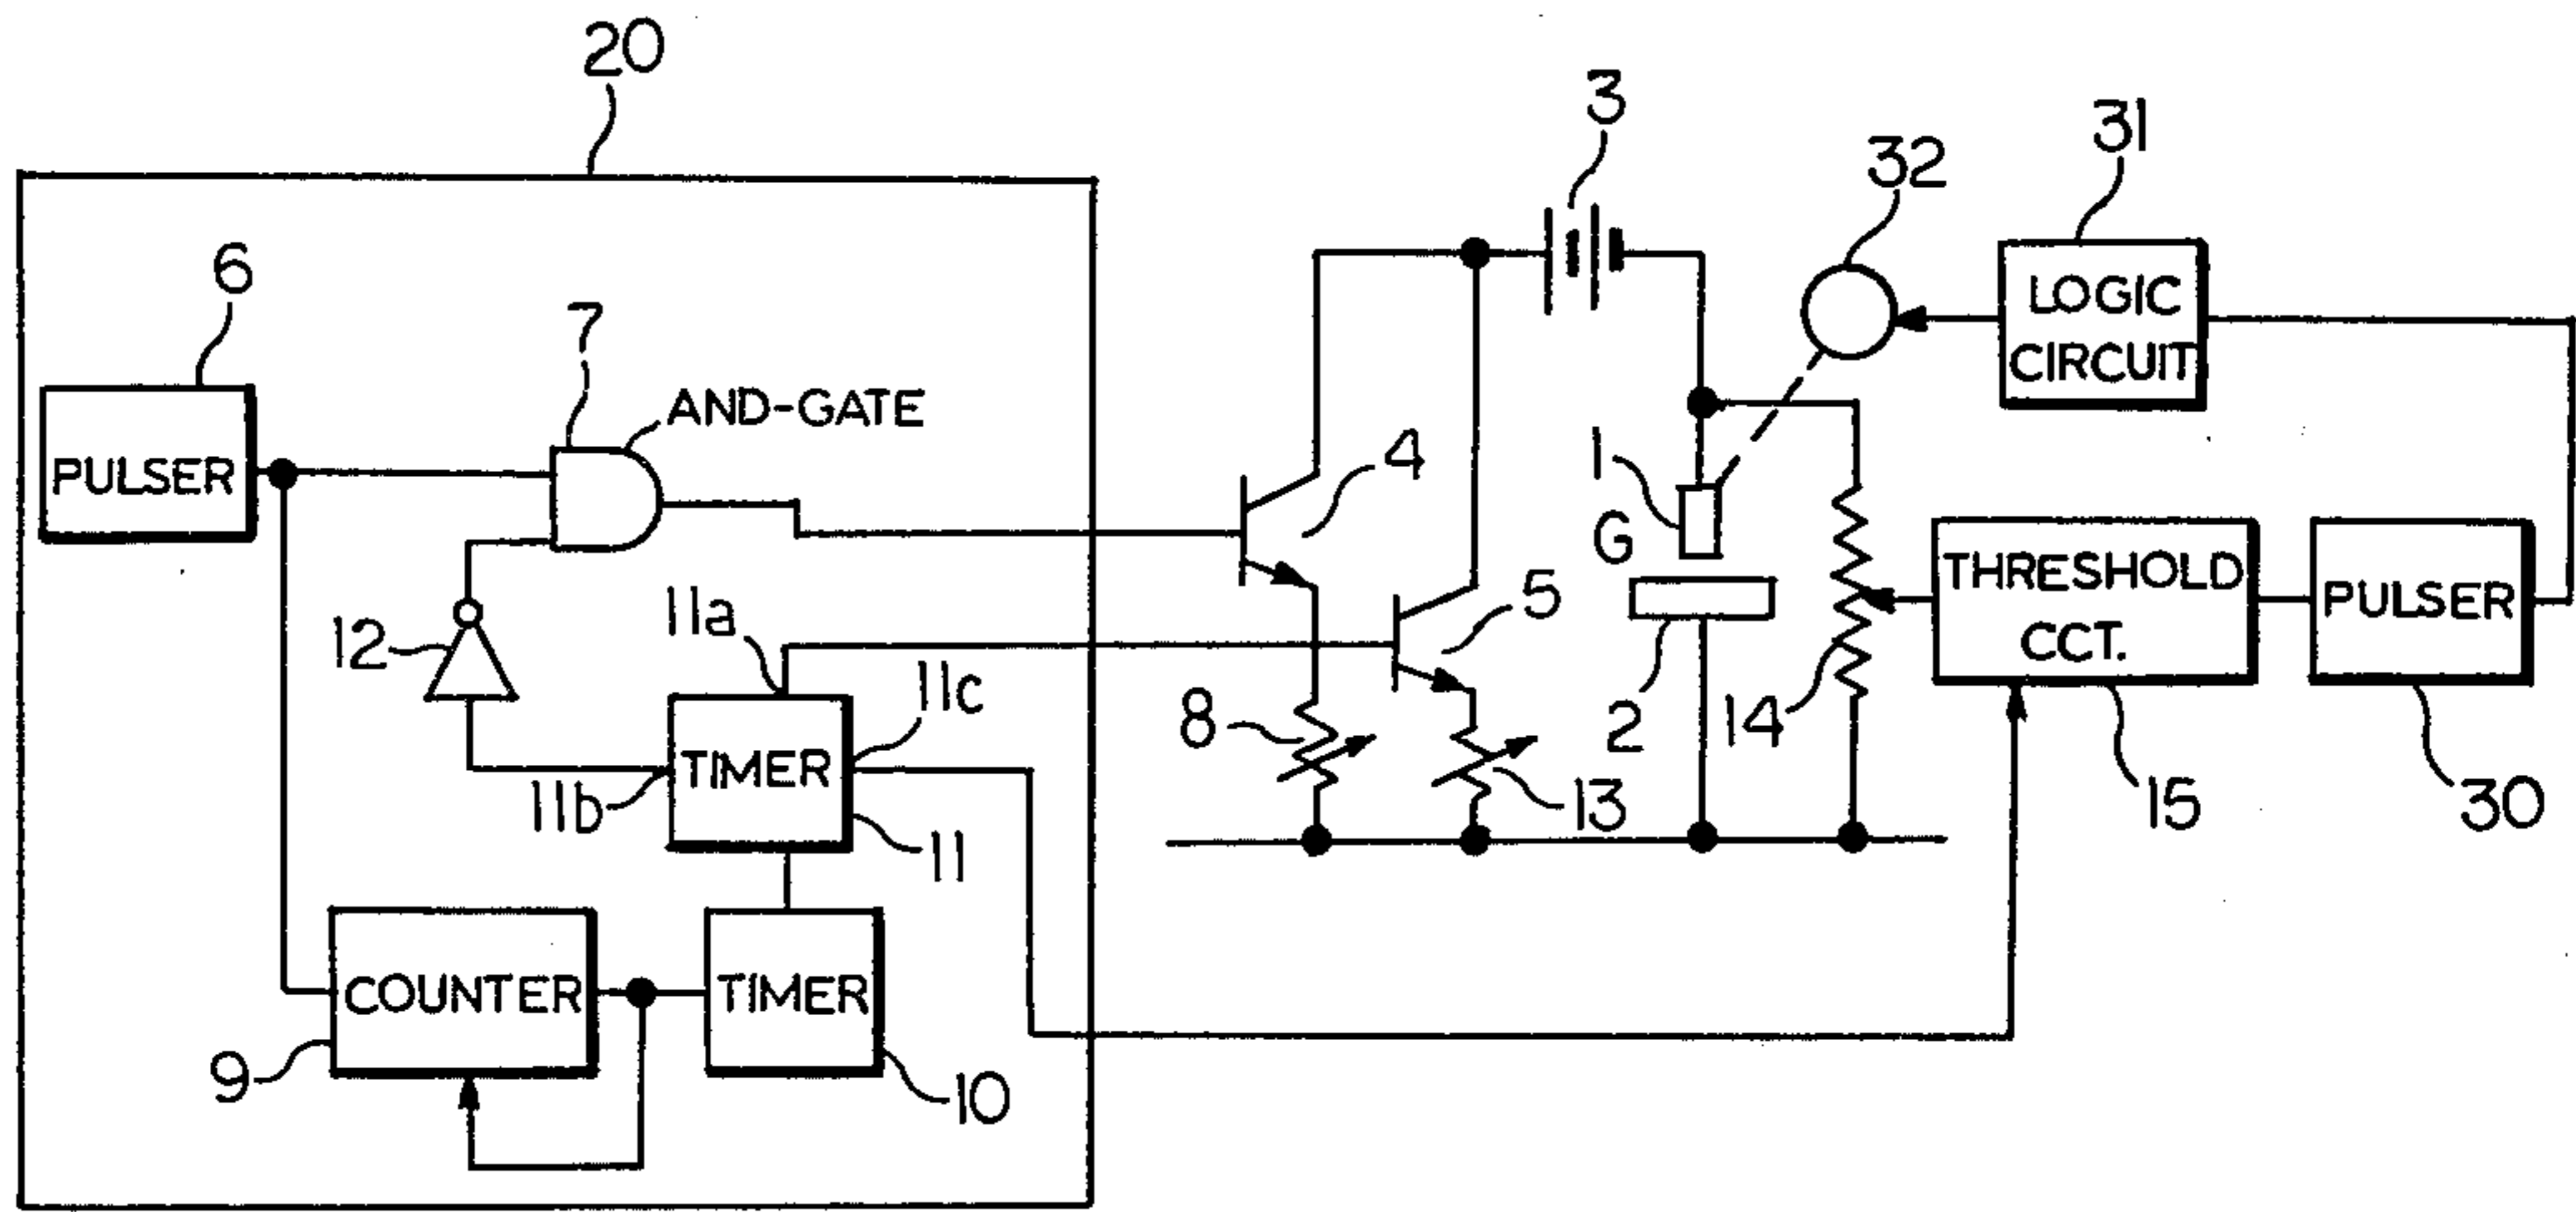 20
3
31
32
6
7
LOGIC
CIRCUIT
AND-GATE
PULSER
4
1
G
11a
5
THRESHOLD
CCT.
PULSER
12
11c
8
2
14
TIMER
11b
13
15
30
11
COUNTER
TIMER
9
10